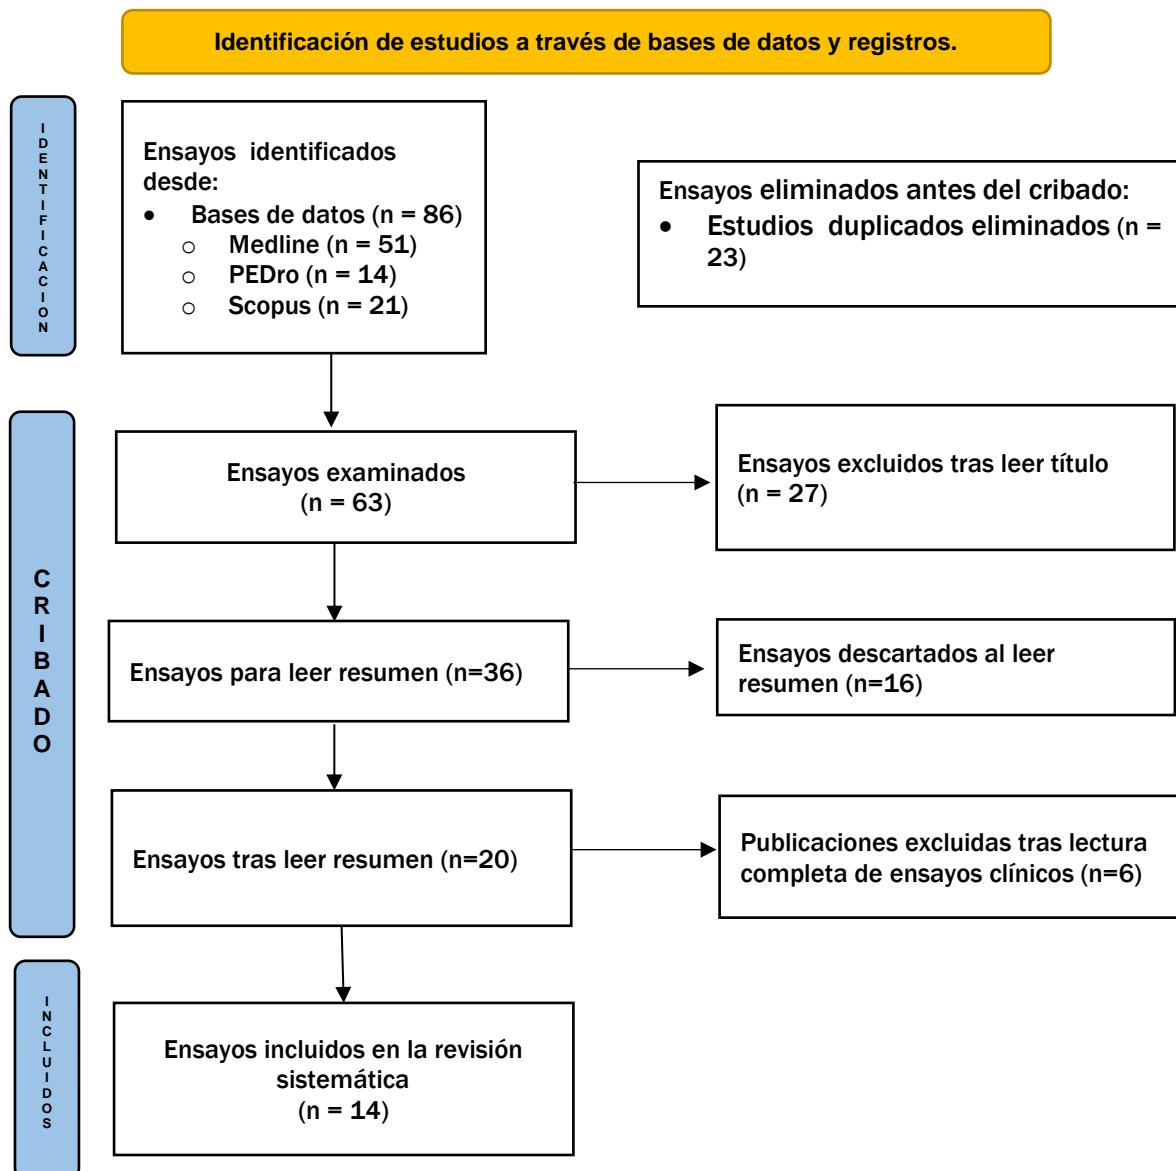 Identificación de estudios a través de bases de datos y registros.
IDENTIFICACION
Ensayos identificados
desde:
• Bases de datos (n = 86)
o Medline (n = 51)
o PEDro (n = 14)
o Scopus (n = 21)
Ensayos eliminados antes del cribado:
• Estudios duplicados eliminados (n =
23)
CRIBADO
Ensayos examinados
(n = 63)
Ensayos excluidos tras leer título
(n = 27)
Ensayos para leer resumen (n=36)
Ensayos descartados al leer
resumen (n=16)
Ensayos tras leer resumen (n=20)
Publicaciones excluidas tras lectura
completa de ensayos clínicos (n=6)
INCLUIDOS
Ensayos incluidos en la revisión
sistemática
(n = 14)